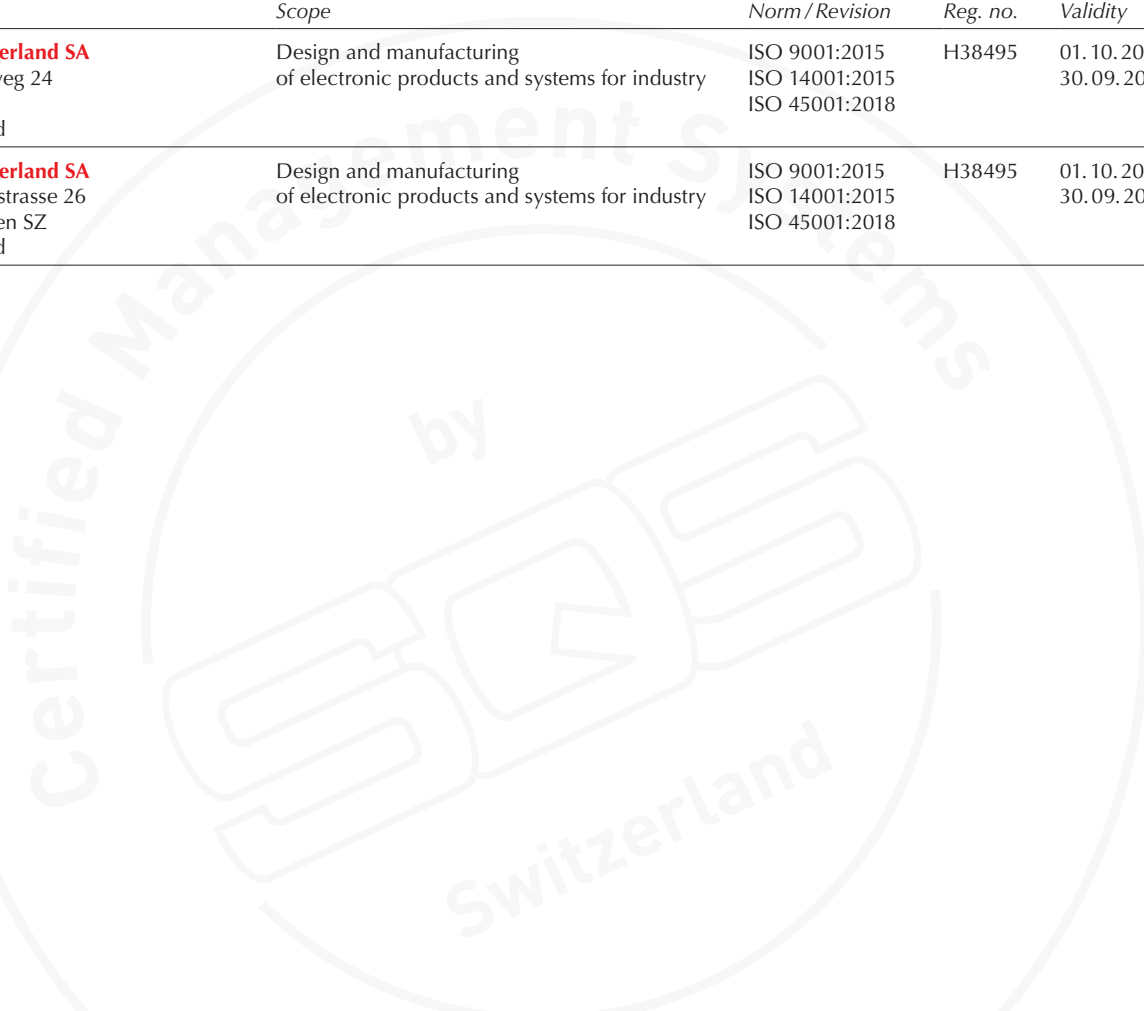 Scope Norm / Revision Reg. no. Validity
erland SA Design and manufacturing ISO 9001:2015 H38495 01. 10. 20
eg 24 of electronic products and systems for industry ISO 14001:2015 30. 09. 20
ISO 45001:2018
d
erland SA Design and manufacturing ISO 9001:2015 H38495 01. 10. 20
strasse 26 of electronic products and systems for industry ISO 14001:2015 30. 09. 20
en SZ ISO 45001:2018
d
Certified Management Systems
by
SQS
Switzerland